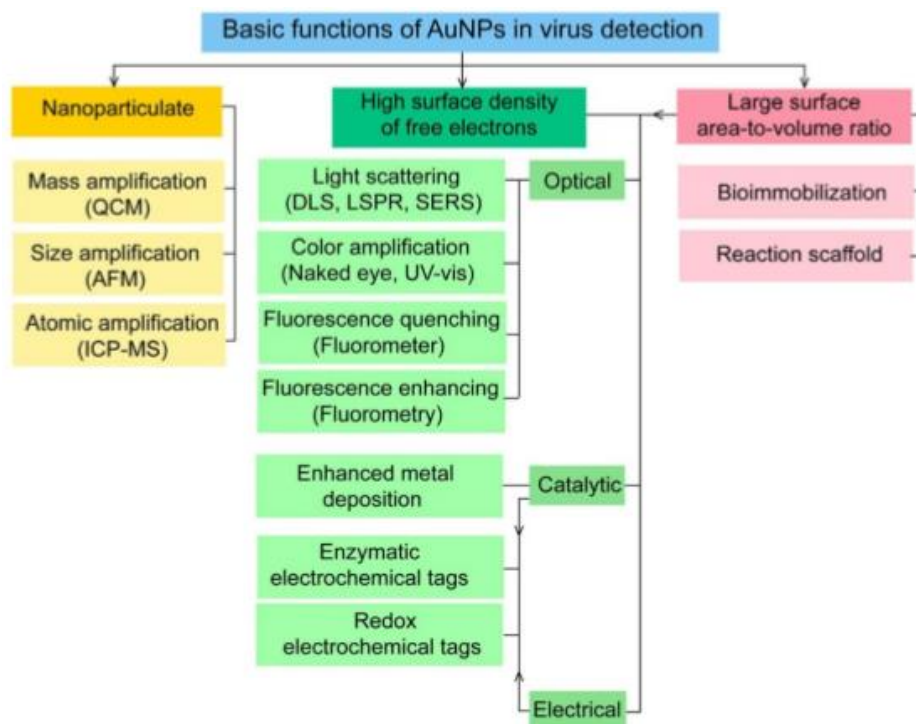 Basic functions of AuNPs in virus detection
Nanoparticulate
Mass amplification
(QCM)
Size amplification
(AFM)
Atomic amplification
(ICP-MS)
High surface density
of free electrons
Light scattering
(DLS, LSPR, SERS)
Color amplification
(Naked eye, UV-vis)
Fluorescence quenching
(Fluorometer)
Fluorescence enhancing
(Fluorometry)
Optical
Enhanced metal
deposition
Catalytic
Enzymatic
electrochemical tags
Redox
electrochemical tags
Electrical
Large surface
area-to-volume ratio
Bioimmobilization
Reaction scaffold